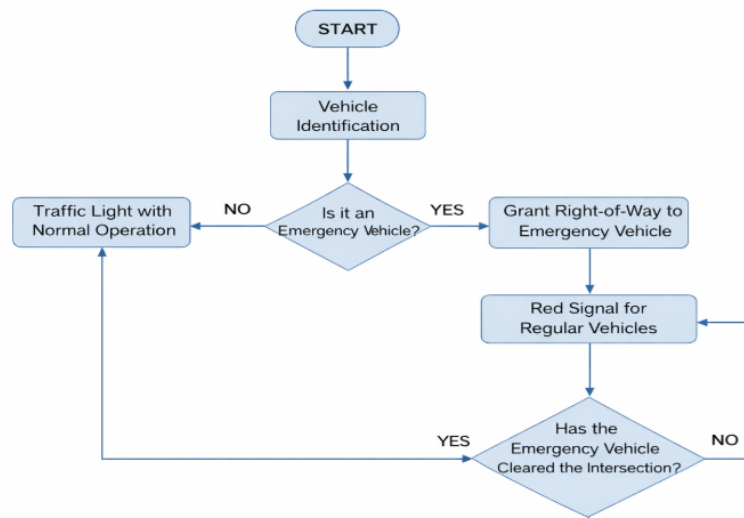 START
Vehicle
Identification
Is it an
Emergency Vehicle?
NO
YES
Traffic Light with
Normal Operation
Grant Right-of-Way to
Emergency Vehicle
Red Signal for
Regular Vehicles
Has the
Emergency Vehicle
Cleared the Intersection?
YES
NO